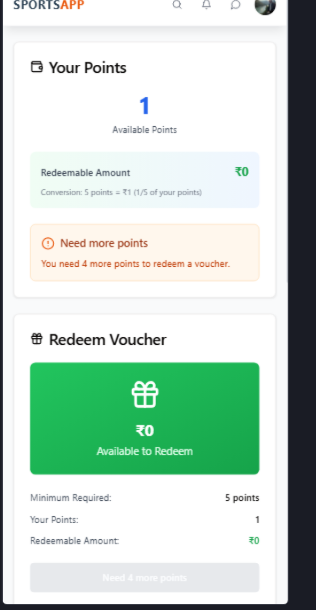 SPORTSAPP
Your Points
1
Available Points
Redeemable Amount ₹0
Conversion: 5 points = ₹1 (1/5 of your points)
Need more points
You need 4 more points to redeem a voucher.
Redeem Voucher
₹0
Available to Redeem
Minimum Required: 5 points
Your Points: 1
Redeemable Amount: ₹0
Need 4 more points